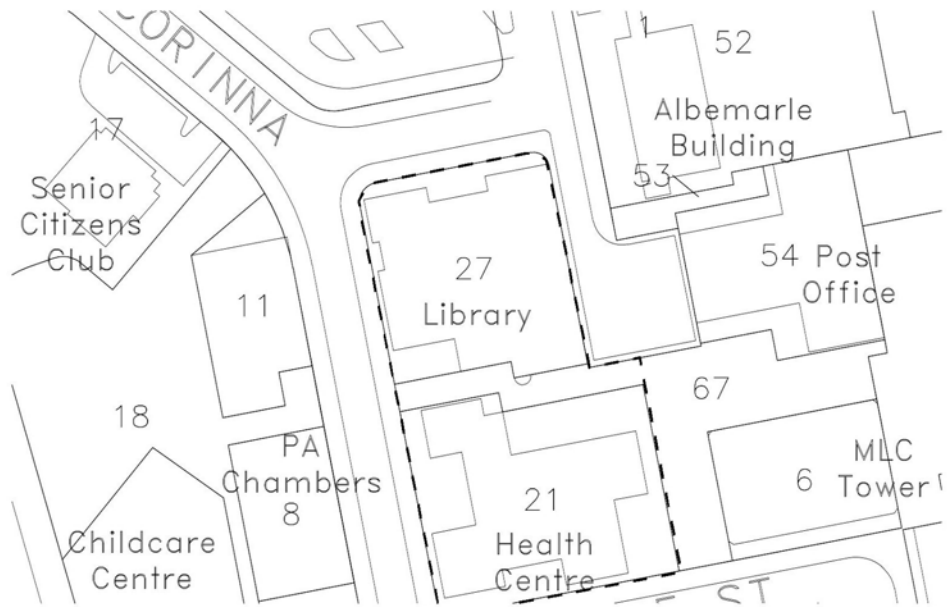 CORINNA
1
52
Albemarle
Building
17
53
Senior
Citizens
Club
54 Post
Office
27
Library
11
67
18
PA
Chambers
8
MLC
Tower
6
21
Health
Centre
Childcare
Centre
ST